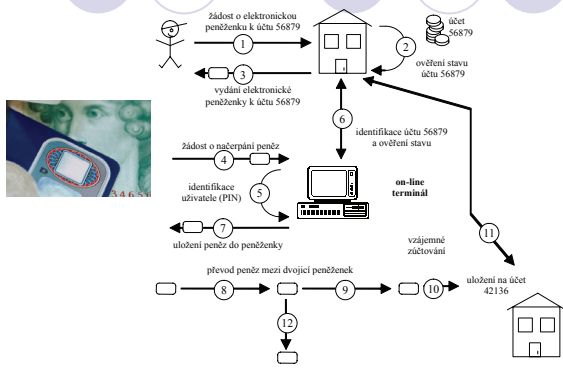 žádost o elektronickou
peněženku k účtu 56879
1
2
účet
56879
ověření stavu
účtu 56879
3
vydání elektronické
peněženky k účtu 56879
6
identifikace účtu 56879
a ověření stavu
žádost o načerpání peněz
4
identifikace
uživatele (PIN)
5
on-line
terminál
7
uložení peněz do peněženky
11
vzájemné
zúčtování
převod peněz mezi dvojicí peněženek
uložení na účet
42136
8
9
10
12